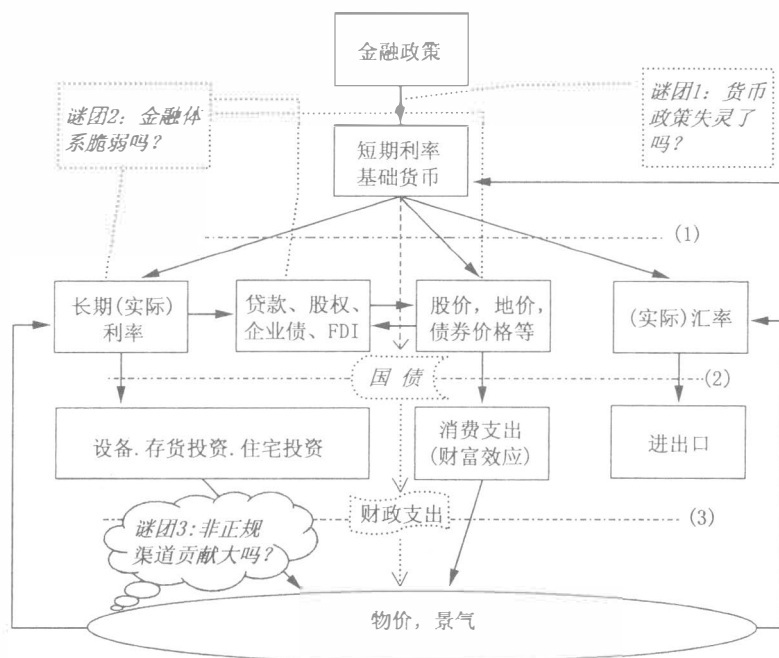 金融政策
谜团2：金融体
系脆弱吗？
谜团1：货币
政策失灵了
吗？
短期利率
基础货币
(1)
长期(实际)
利率
贷款、股权、
企业债、FDI
股价，地价，
债券价格等
(实际)汇率
国 债
(2)
设备.存货投资.住宅投资
消费支出
(财富效应)
进出口
谜团3:非正规
渠道贡献大吗？
财政支出
(3)
物价，景气